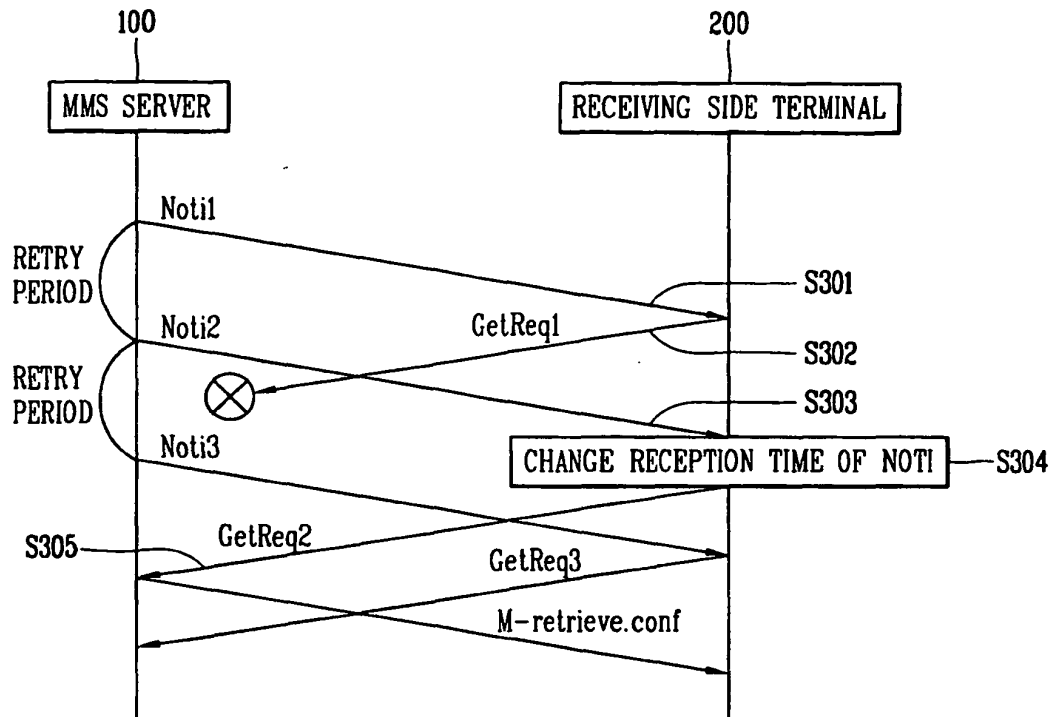 100
200
MMS SERVER
RECEIVING SIDE TERMINAL
Noti1
RETRY
PERIOD
S301
GetReq1
Noti2
S302
RETRY
PERIOD
S303
Noti3
CHANGE RECEPTION TIME OF NOTI
S304
GetReq2
S305
GetReq3
M-retrieve.conf